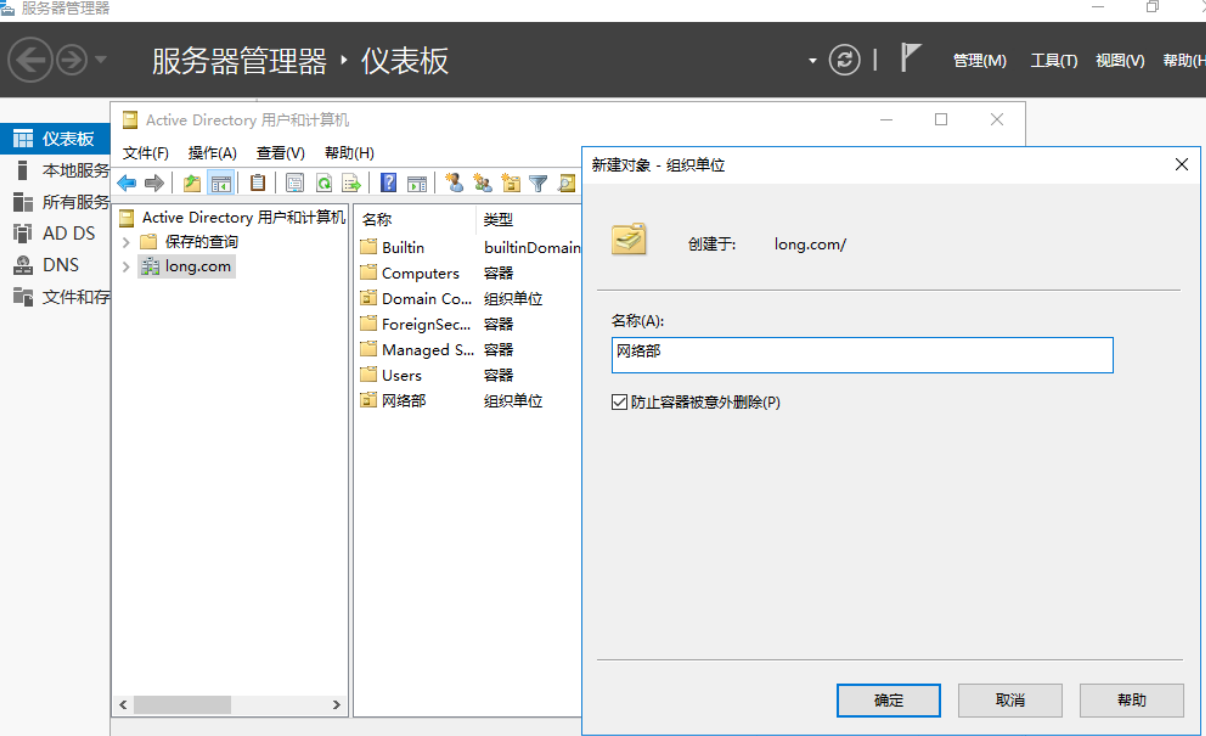 服务器管理器
服务器管理器 仪表板
管理(M) 工具(T) 视图(V) 帮助(H
仪表板
本地服务
所有服务
AD DS
DNS
文件和存
Active Directory 用户和计算机
文件(F) 操作(A) 查看(V) 帮助(H)
Active Directory 用户和计算机
保存的查询
long.com
名称 类型
Builtin builtinDomain
Computers 容器
Domain Co... 组织单位
ForeignSec... 容器
Managed S... 容器
Users 容器
网络部 组织单位
新建对象 - 组织单位
创建于: long.com/
名称(A):
网络部
防止容器被意外删除(P)
确定 取消 帮助